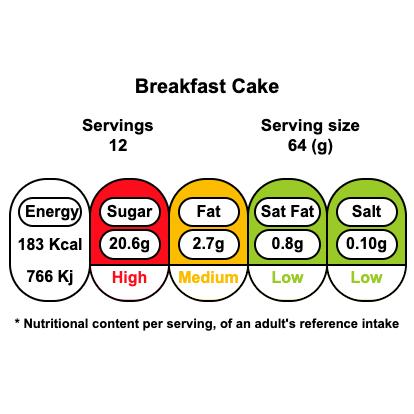 Breakfast Cake
Servings Serving size
12 64 (g)
Energy Sugar Fat Sat Fat Salt
183 Kcal 20.6g 2.7g 0.8g 0.10g
766 Kj High Medium Low Low
* Nutritional content per serving, of an adult's reference intake